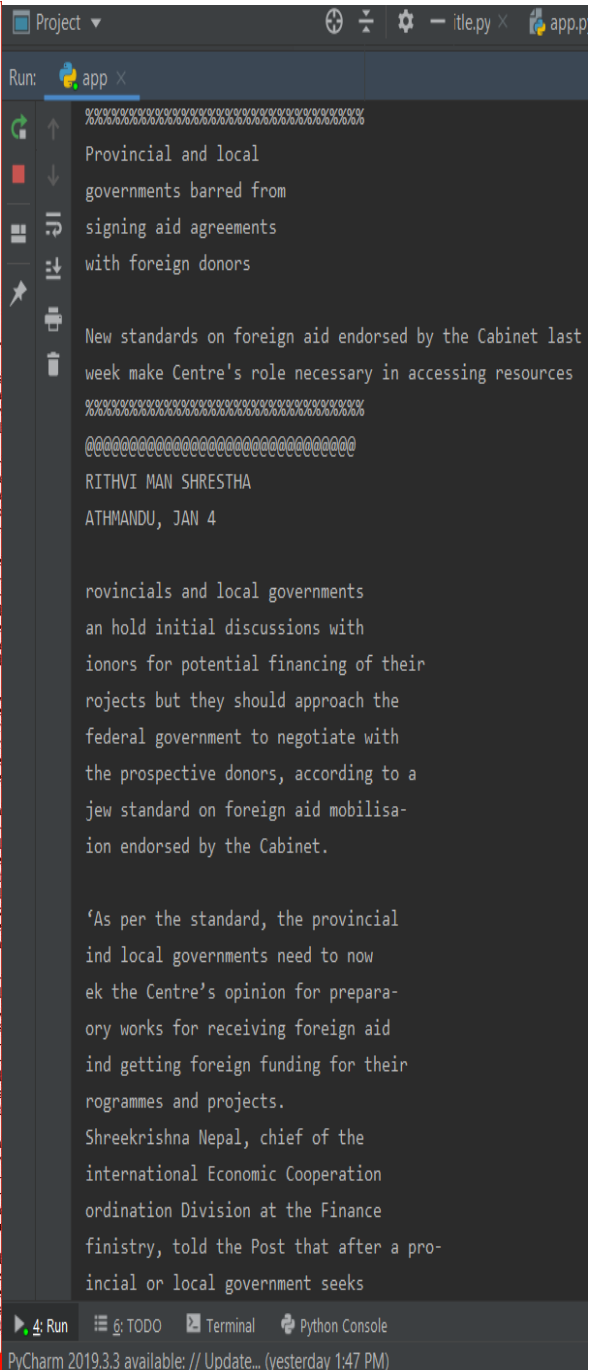 Project
itle.py
app.p
Run:
app
%%%%%%%%%%%%%%%%%%%%%%%%%%%%%%%
Provincial and local
governments barred from
signing aid agreements
with foreign donors
New standards on foreign aid endorsed by the Cabinet last
week make Centre's role necessary in accessing resources
%%%%%%%%%%%%%%%%%%%%%%%%%%%%%%%
@@@@@@@@@@@@@@@@@@@@@@@@@@@@@@
RITHVI MAN SHRESTHA
ATHMANDU, JAN 4
rovincials and local governments
an hold initial discussions with
ionors for potential financing of their
rojects but they should approach the
federal government to negotiate with
the prospective donors, according to a
jew standard on foreign aid mobilisa-
ion endorsed by the Cabinet.
‘As per the standard, the provincial
ind local governments need to now
ek the Centre’s opinion for prepara-
ory works for receiving foreign aid
ind getting foreign funding for their
rogrammes and projects.
Shreekrishna Nepal, chief of the
international Economic Cooperation
ordination Division at the Finance
finistry, told the Post that after a pro-
incial or local government seeks
4: Run 6: TODO Terminal Python Console
PyCharm 2019.3.3 available: // Update... (yesterday 1:47 PM)